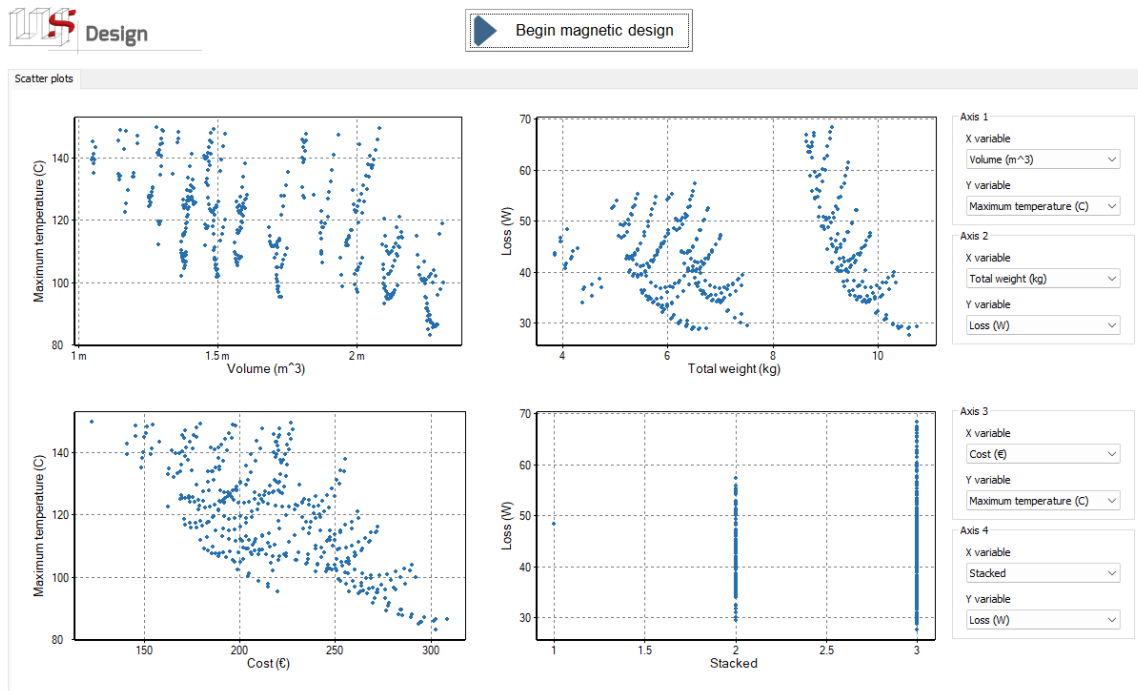 Design
Begin magnetic design
Scatter plots
Maximum temperature (C)
140
120
100
80
1 m
1.5 m
2 m
Volume (m^3)
Loss (W)
70
60
50
40
30
4
6
8
10
Total weight (kg)
Axis 1
X variable
Volume (m^3)
Y variable
Maximum temperature (C)
Axis 2
X variable
Total weight (kg)
Y variable
Loss (W)
Maximum temperature (C)
140
120
100
80
150
200
250
300
Cost (€)
Loss (W)
70
60
50
40
30
1
1.5
2
2.5
3
Stacked
Axis 3
X variable
Cost (€)
Y variable
Maximum temperature (C)
Axis 4
X variable
Stacked
Y variable
Loss (W)